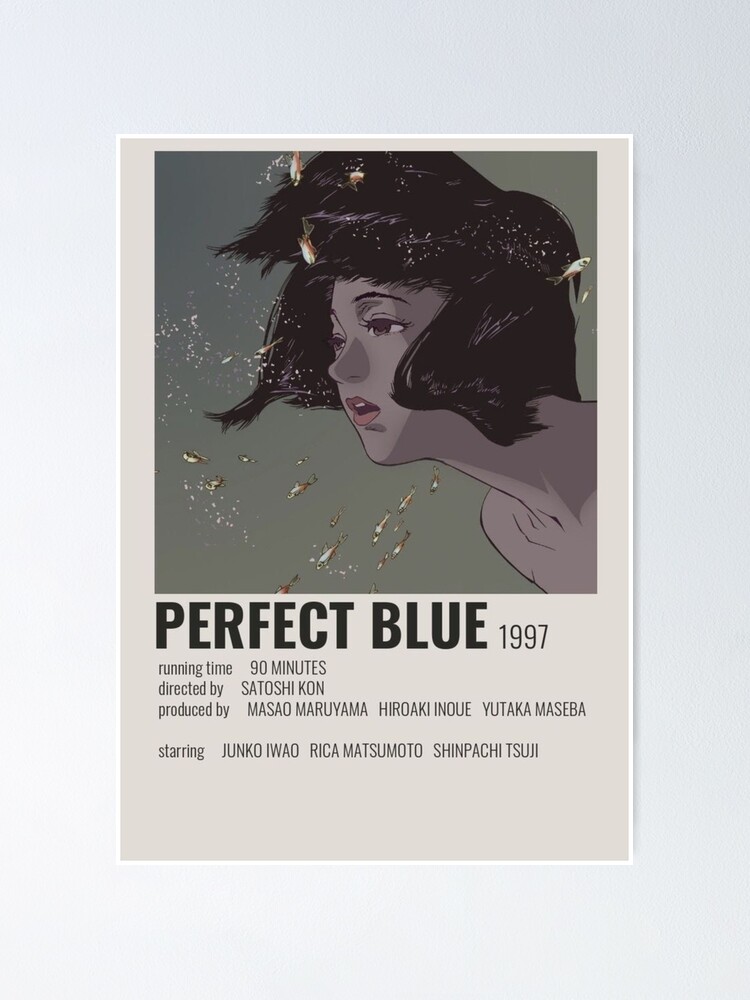 PERFECT BLUE 1997
running time 90 MINUTES
directed by SATOSHI KON
produced by MASAO MARUYAMA HIROAKI INOUE YUTAKA MASEBA
starring JUNKO IWAO RICA MATSUMOTO SHINPACHI TSUJI